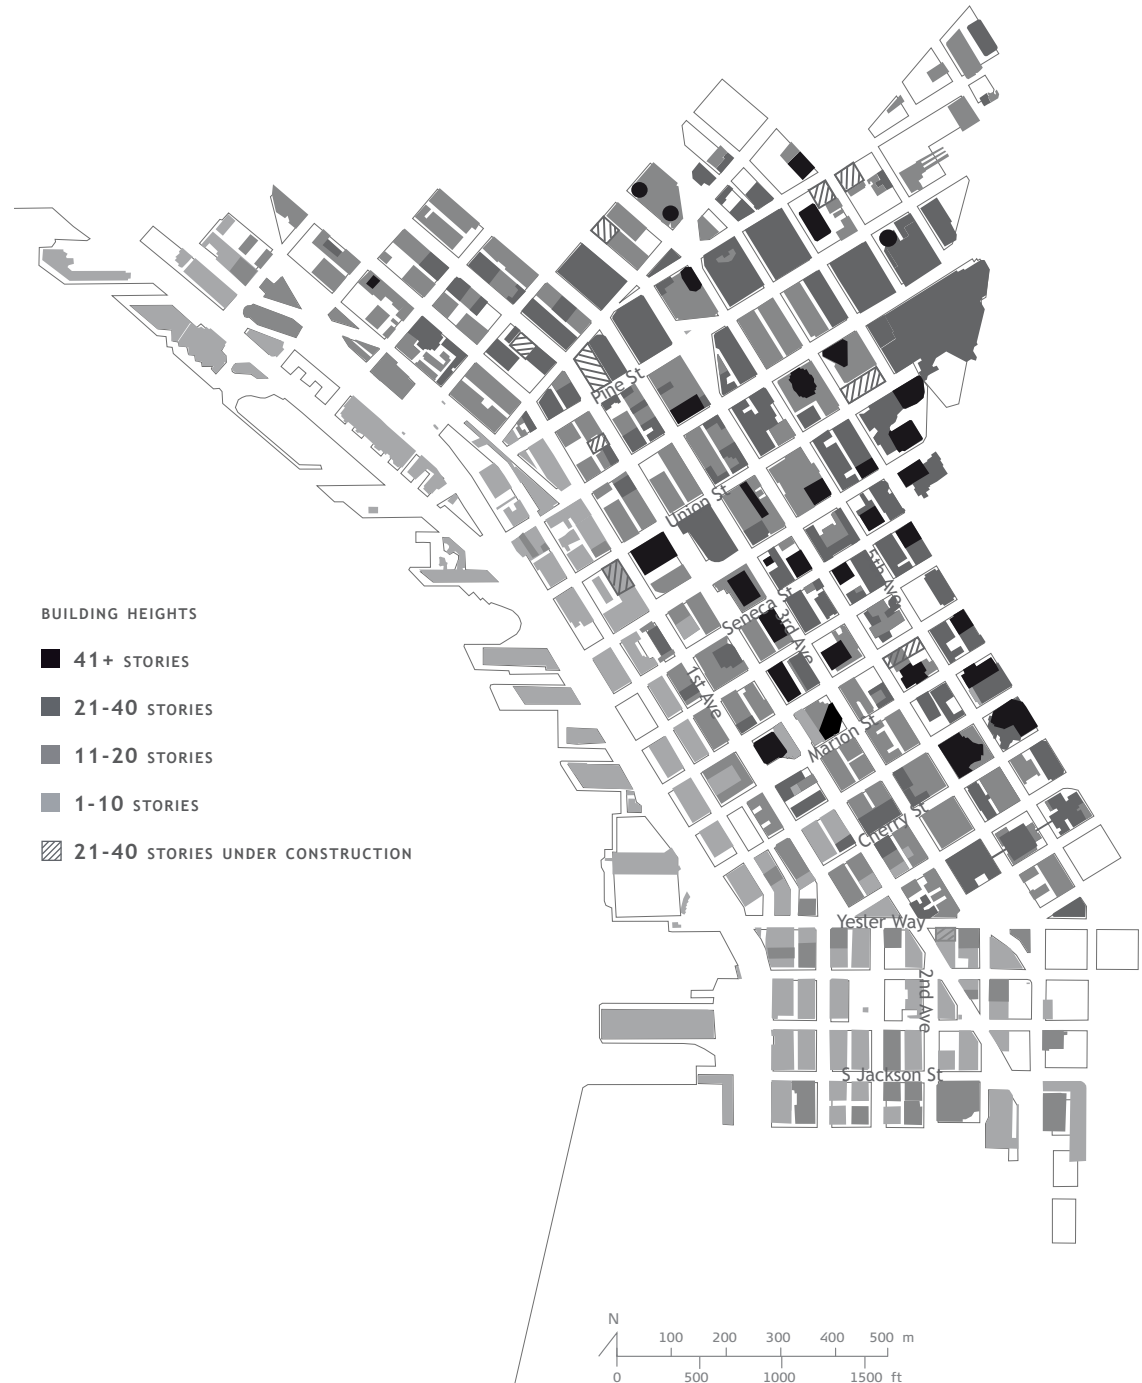 Pine St
Union St
5th Ave
Seneca St
3rd Ave
1st Ave
Marion St
Cherry St
Yesler Way
2nd Ave
S Jackson St
BUILDING HEIGHTS
41+ STORIES
21-40 STORIES
11-20 STORIES
1-10 STORIES
21-40 STORIES UNDER CONSTRUCTION
N
100 200 300 400 500 m
0 500 1000 1500 ft